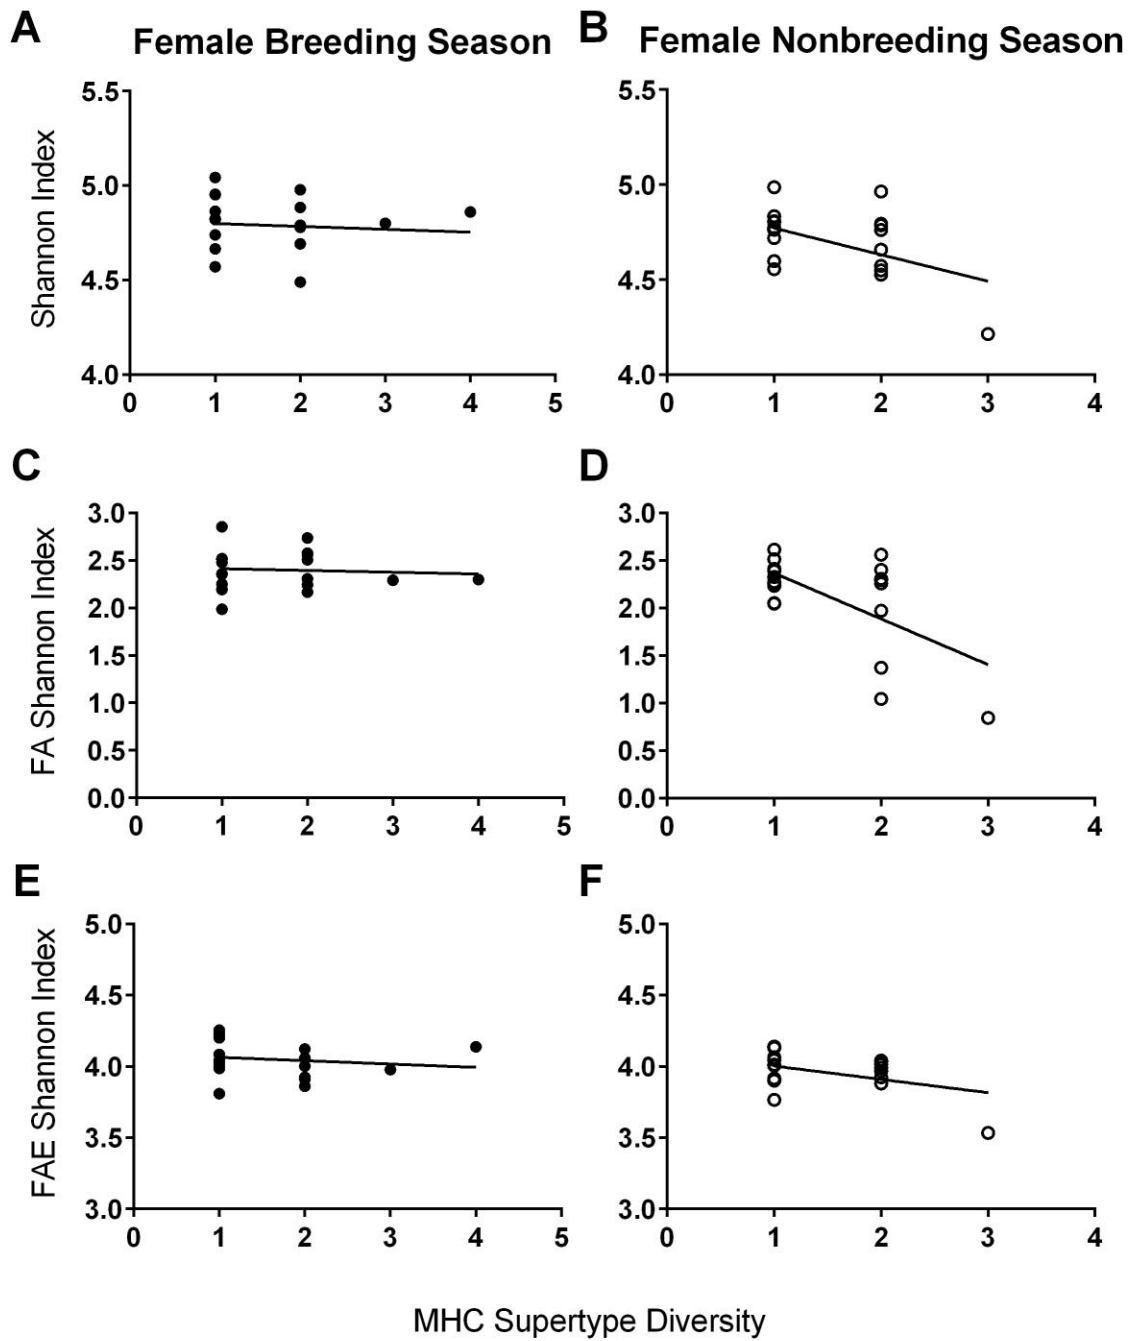 A Female Breeding Season
B Female Nonbreeding Season
Shannon Index
5.5
5.0
4.5
4.0
0 1 2 3 4 5
5.5
5.0
4.5
4.0
0 1 2 3 4
C
FA Shannon Index
3.0
2.5
2.0
1.5
1.0
0.5
0.0
0 1 2 3 4 5
D
3.0
2.5
2.0
1.5
1.0
0.5
0.0
0 1 2 3 4
E
FAE Shannon Index
5.0
4.5
4.0
3.5
3.0
0 1 2 3 4 5
F
5.0
4.5
4.0
3.5
3.0
0 1 2 3 4
MHC Supertype Diversity